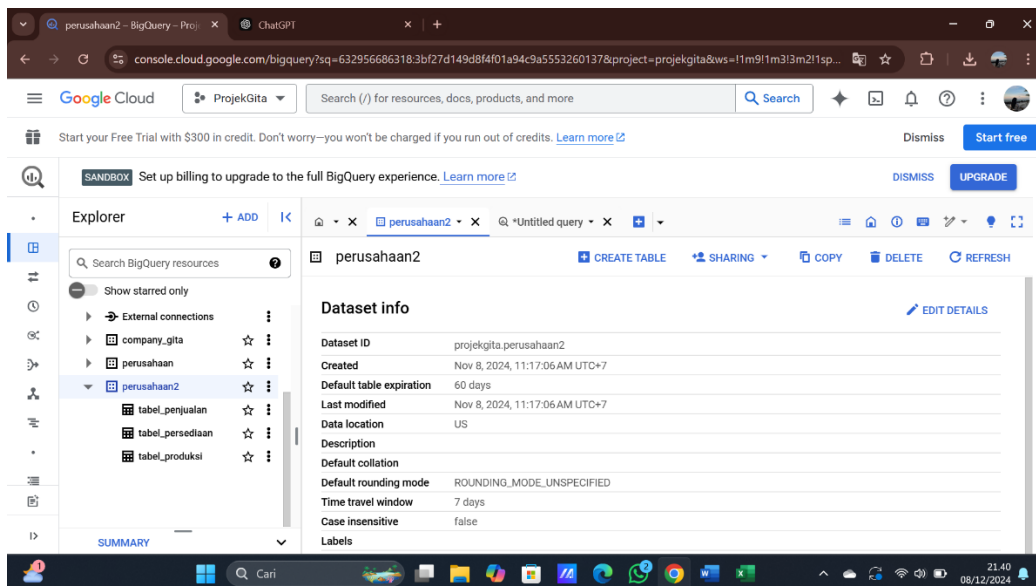 perusahaan2 – BigQuery – Proj
ChatGPT
console.cloud.google.com/bigquery?sq=632956686318:3bf27d149d8f4f01a94c9a5553260137&project=projekgita&ws=!1m9!1m3!3m2!1sp...
Google Cloud
ProjekGita
Search (/) for resources, docs, products, and more
Search
Start your Free Trial with $300 in credit. Don't worry—you won't be charged if you run out of credits. Learn more
Dismiss
Start free
SANDBOX Set up billing to upgrade to the full BigQuery experience. Learn more
DISMISS
UPGRADE
Explorer
+ ADD
Search BigQuery resources
Show starred only
External connections
company_gita
perusahaan
perusahaan2
tabel_penjualan
tabel_persediaan
tabel_produksi
SUMMARY
perusahaan2
*Untitled query
perusahaan2
CREATE TABLE
SHARING
COPY
DELETE
REFRESH
Dataset info
EDIT DETAILS
Dataset ID projekgita.perusahaan2
Created Nov 8, 2024, 11:17:06 AM UTC+7
Default table expiration 60 days
Last modified Nov 8, 2024, 11:17:06 AM UTC+7
Data location US
Description
Default collation
Default rounding mode ROUNDING_MODE_UNSPECIFIED
Time travel window 7 days
Case insensitive false
Labels
1
Cari
2
21.40
08/12/2024